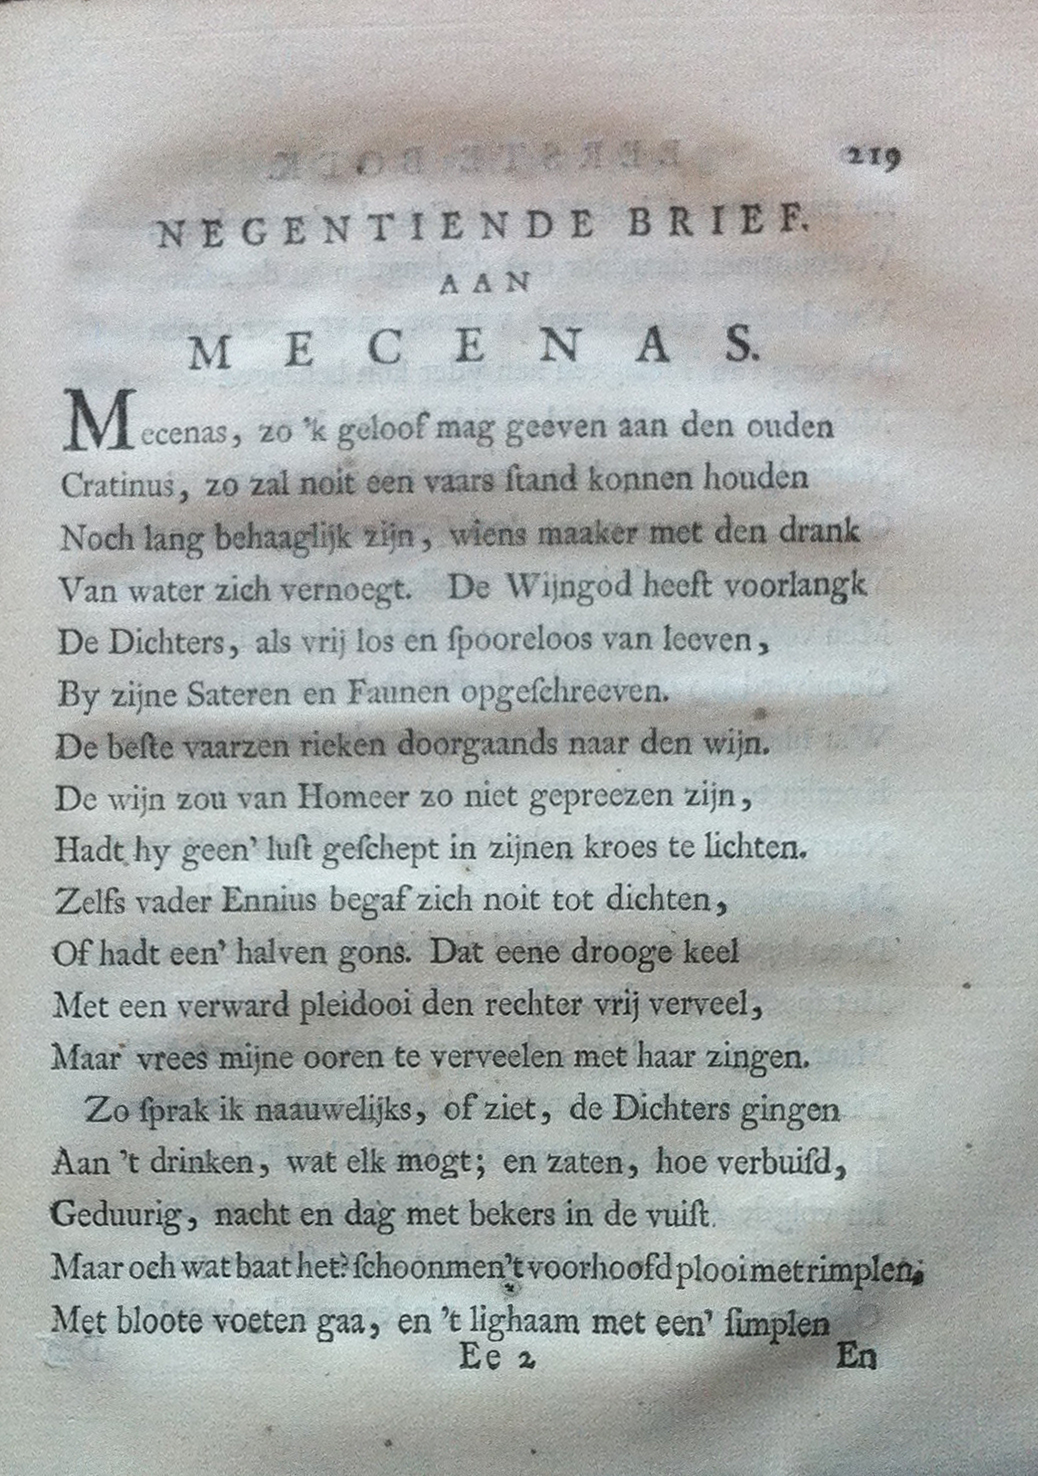 219
NEGENTIENDE BRIEF.
AAN
MECENAS.
Mecenas, zo 'k geloof mag geeven aan den ouden
Cratinus, zo zal noit een vaars ſtand konnen houden
Noch lang behaaglijk zijn, wiens maaker met den drank
Van water zich vernoegt. De Wijngod heeft voorlangk
De Dichters, als vrij los en ſpooreloos van leeven,
By zijne Sateren en Faunen opgeſchreeven.
De beſte vaarzen rieken doorgaands naar den wijn.
De wijn zou van Homeer zo niet gepreezen zijn,
Hadt hy geen' luſt geſchept in zijnen kroes te lichten.
Zelfs vader Ennius begaf zich noit tot dichten,
Of hadt een' halven gons. Dat eene drooge keel
Met een verward pleidooi den rechter vrij verveel,
Maar vrees mijne ooren te verveelen met haar zingen.
Zo ſprak ik naauwelijks, of ziet, de Dichters gingen
Aan 't drinken, wat elk mogt; en zaten, hoe verbuiſd,
Geduurig, nacht en dag met bekers in de vuiſt.
Maar och wat baat het? ſchoon men 't voorhoofd plooi met rimplen,
Met bloote voeten gaa, en 't lighaam met een' ſimplen
Ee 2 En